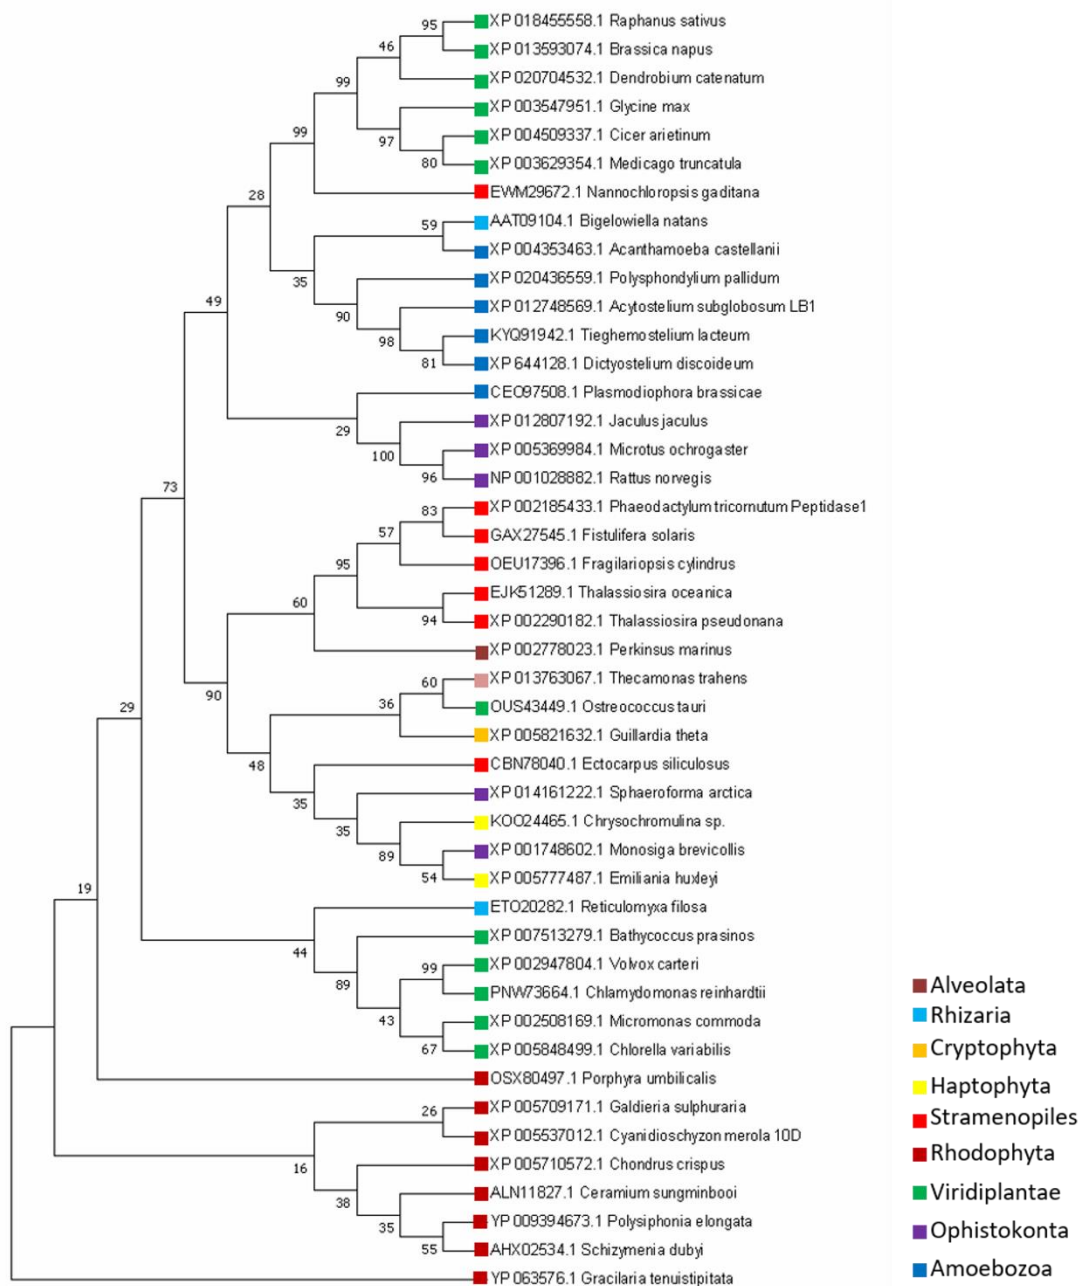 95
XP 018455558.1 Raphanus sativus
46
XP 013593074.1 Brassica napus
99
XP 020704532.1 Dendrobium catenatum
XP 003547951.1 Glycine max
99
97
XP 004509337.1 Cicer arietinum
80
XP 003629354.1 Medicago truncatula
28
EWM29672.1 Nannochloropsis gaditana
59
AAT09104.1 Bigelowiella natans
XP 004353463.1 Acanthamoeba castellanii
35
XP 020436559.1 Polysphondylium pallidum
49
90
XP 012748569.1 Acytostelium subglobosum LB1
98
KYQ91942.1 Tieghemostelium lacteum
81
XP 644128.1 Dictyostelium discoideum
CEO97508.1 Plasmodiophora brassicae
29
XP 012807192.1 Jaculus jaculus
100
XP 005369984.1 Microtus ochrogaster
96
NP 001028882.1 Rattus norvegis
73
83
XP 002185433.1 Phaeodactylum tricornutum Peptidase1
57
GAX27545.1 Fistulifera solaris
95
OEU17396.1 Fragilariopsis cylindrus
60
EJK51289.1 Thalassiosira oceanica
94
XP 002290182.1 Thalassiosira pseudonana
XP 002778023.1 Perkinsus marinus
90
60
XP 013763067.1 Thecamonas trahens
29
36
OUS43449.1 Ostreococcus tauri
XP 005821632.1 Guillardia theta
48
CBN78040.1 Ectocarpus siliculosus
35
XP 014161222.1 Sphaeroforma arctica
35
KOO24465.1 Chrysochromulina sp.
89
XP 001748602.1 Monosiga brevicollis
54
XP 005777487.1 Emiliania huxleyi
19
ETO20282.1 Reticulomyxa filosa
44
XP 007513279.1 Bathycoccus prasinos
89
99
XP 002947804.1 Volvox carteri
PNW73664.1 Chlamydomonas reinhardtii
43
XP 002508169.1 Micromonas commoda
67
XP 005848499.1 Chlorella variabilis
OSX80497.1 Porphyra umbilicalis
26
XP 005709171.1 Galdieria sulphuraria
XP 005537012.1 Cyanidioschyzon merola 10D
16
XP 005710572.1 Chondrus crispus
38
ALN11827.1 Ceramium sungminbooi
35
YP 009394673.1 Polysiphonia elongata
55
AHX02534.1 Schizymenia dubyi
YP 063576.1 Gracilaria tenuistipitata
Alveolata
Rhizaria
Cryptophyta
Haptophyta
Stramenopiles
Rhodophyta
Viridiplantae
Ophistokonta
Amoebozoa